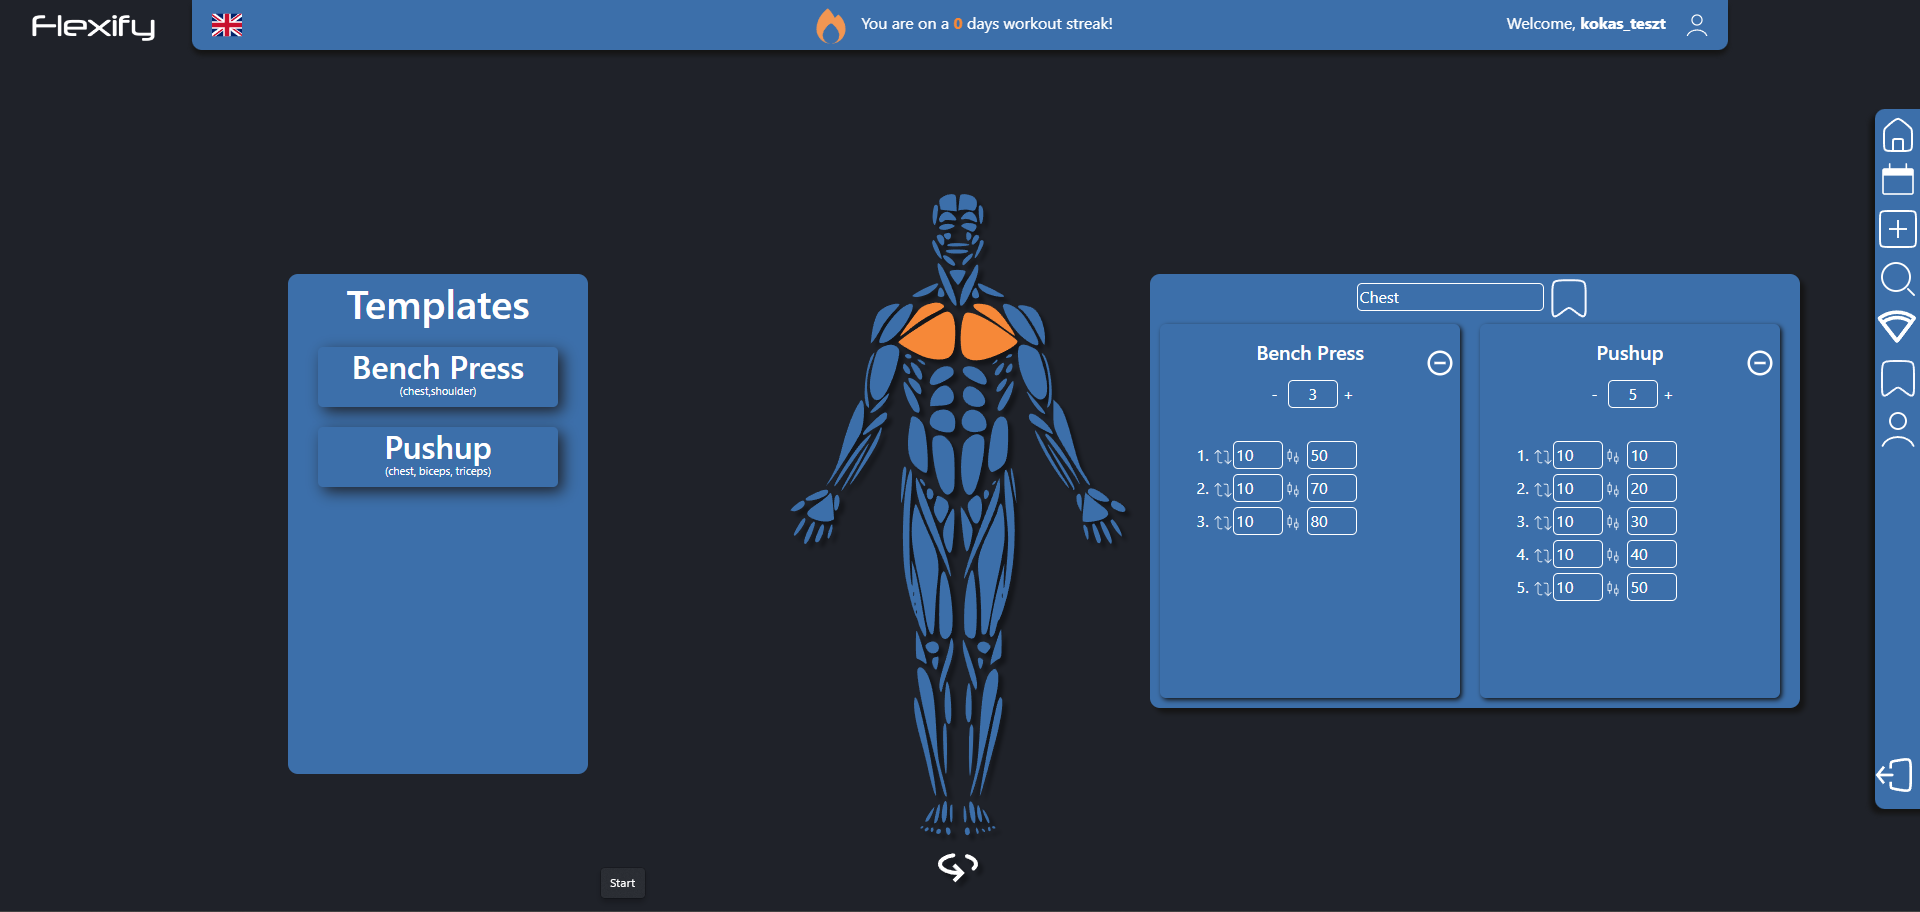 Flexify
You are on a 0 days workout streak!
Welcome, kokas_teszt
Templates
Bench Press
(chest,shoulder)
Pushup
(chest, biceps, triceps)
Chest
Bench Press
- 3 +
1. 10 50
2. 10 70
3. 10 80
Pushup
- 5 +
1. 10 10
2. 10 20
3. 10 30
4. 10 40
5. 10 50
Start